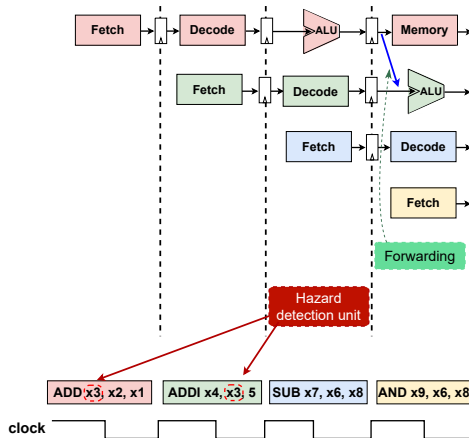 Fetch Decode ALU Memory
Fetch Decode ALU
Fetch Decode
Fetch
Forwarding
Hazard
detection unit
ADD x3, x2, x1 ADDI x4, x3, 5 SUB x7, x6, x8 AND x9, x6, x8
clock